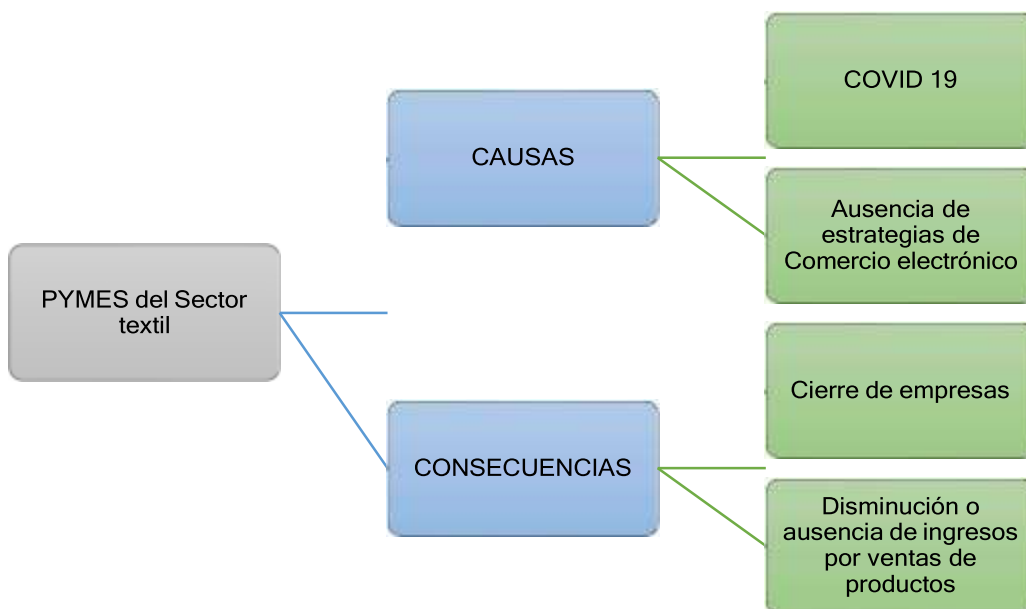 PYMES del Sector
textil
CAUSAS
COVID 19
Ausencia de
estrategias de
Comercio electrónico
CONSECUENCIAS
Cierre de empresas
Disminución o
ausencia de ingresos
por ventas de
productos